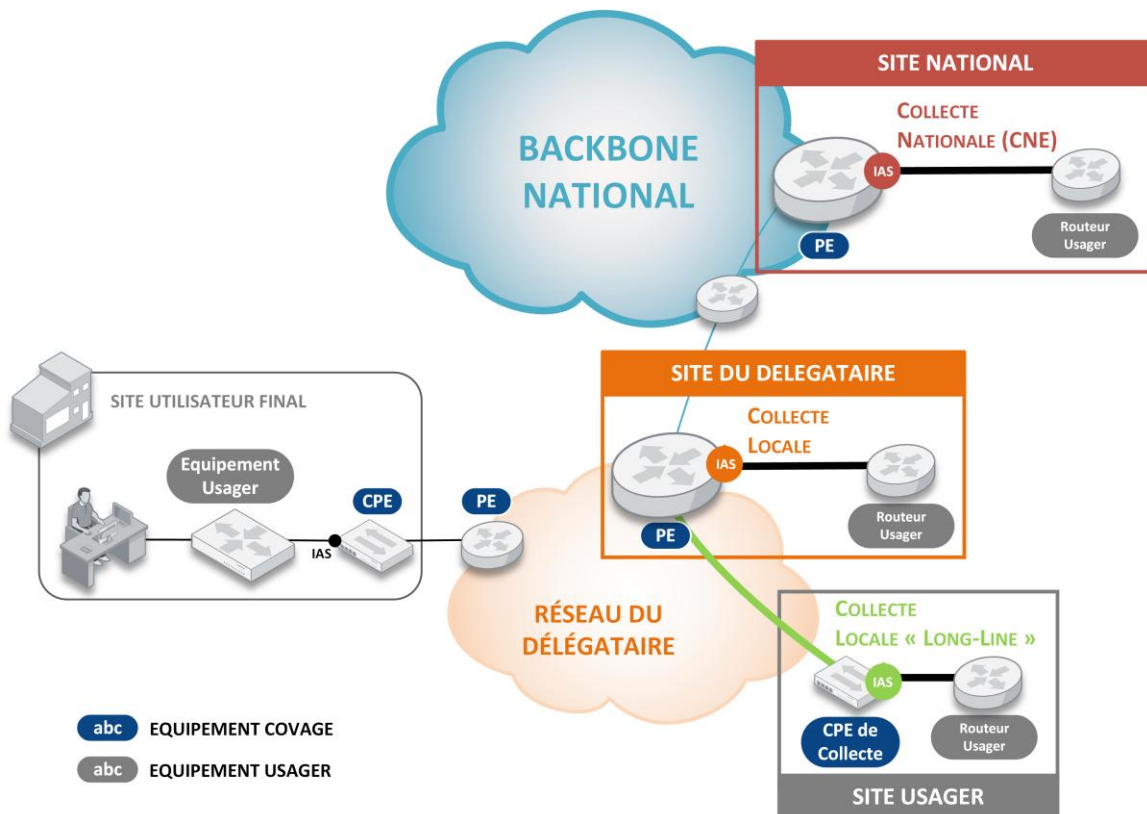 SITE NATIONAL
COLLECTE
NATIONALE (CNE)
BACKBONE
NATIONAL
IAS
Routeur
Usager
PE
SITE DU DELEGATAIRE
COLLECTE
LOCALE
IAS
Routeur
Usager
PE
SITE UTILISATEUR FINAL
Equipement
Usager
CPE
IAS
PE
RÉSEAU DU
DÉLÉGATAIRE
COLLECTE
LOCALE « LONG-LINE »
IAS
CPE de
Collecte
Routeur
Usager
SITE USAGER
abc EQUIPEMENT COVAGE
abc EQUIPEMENT USAGER